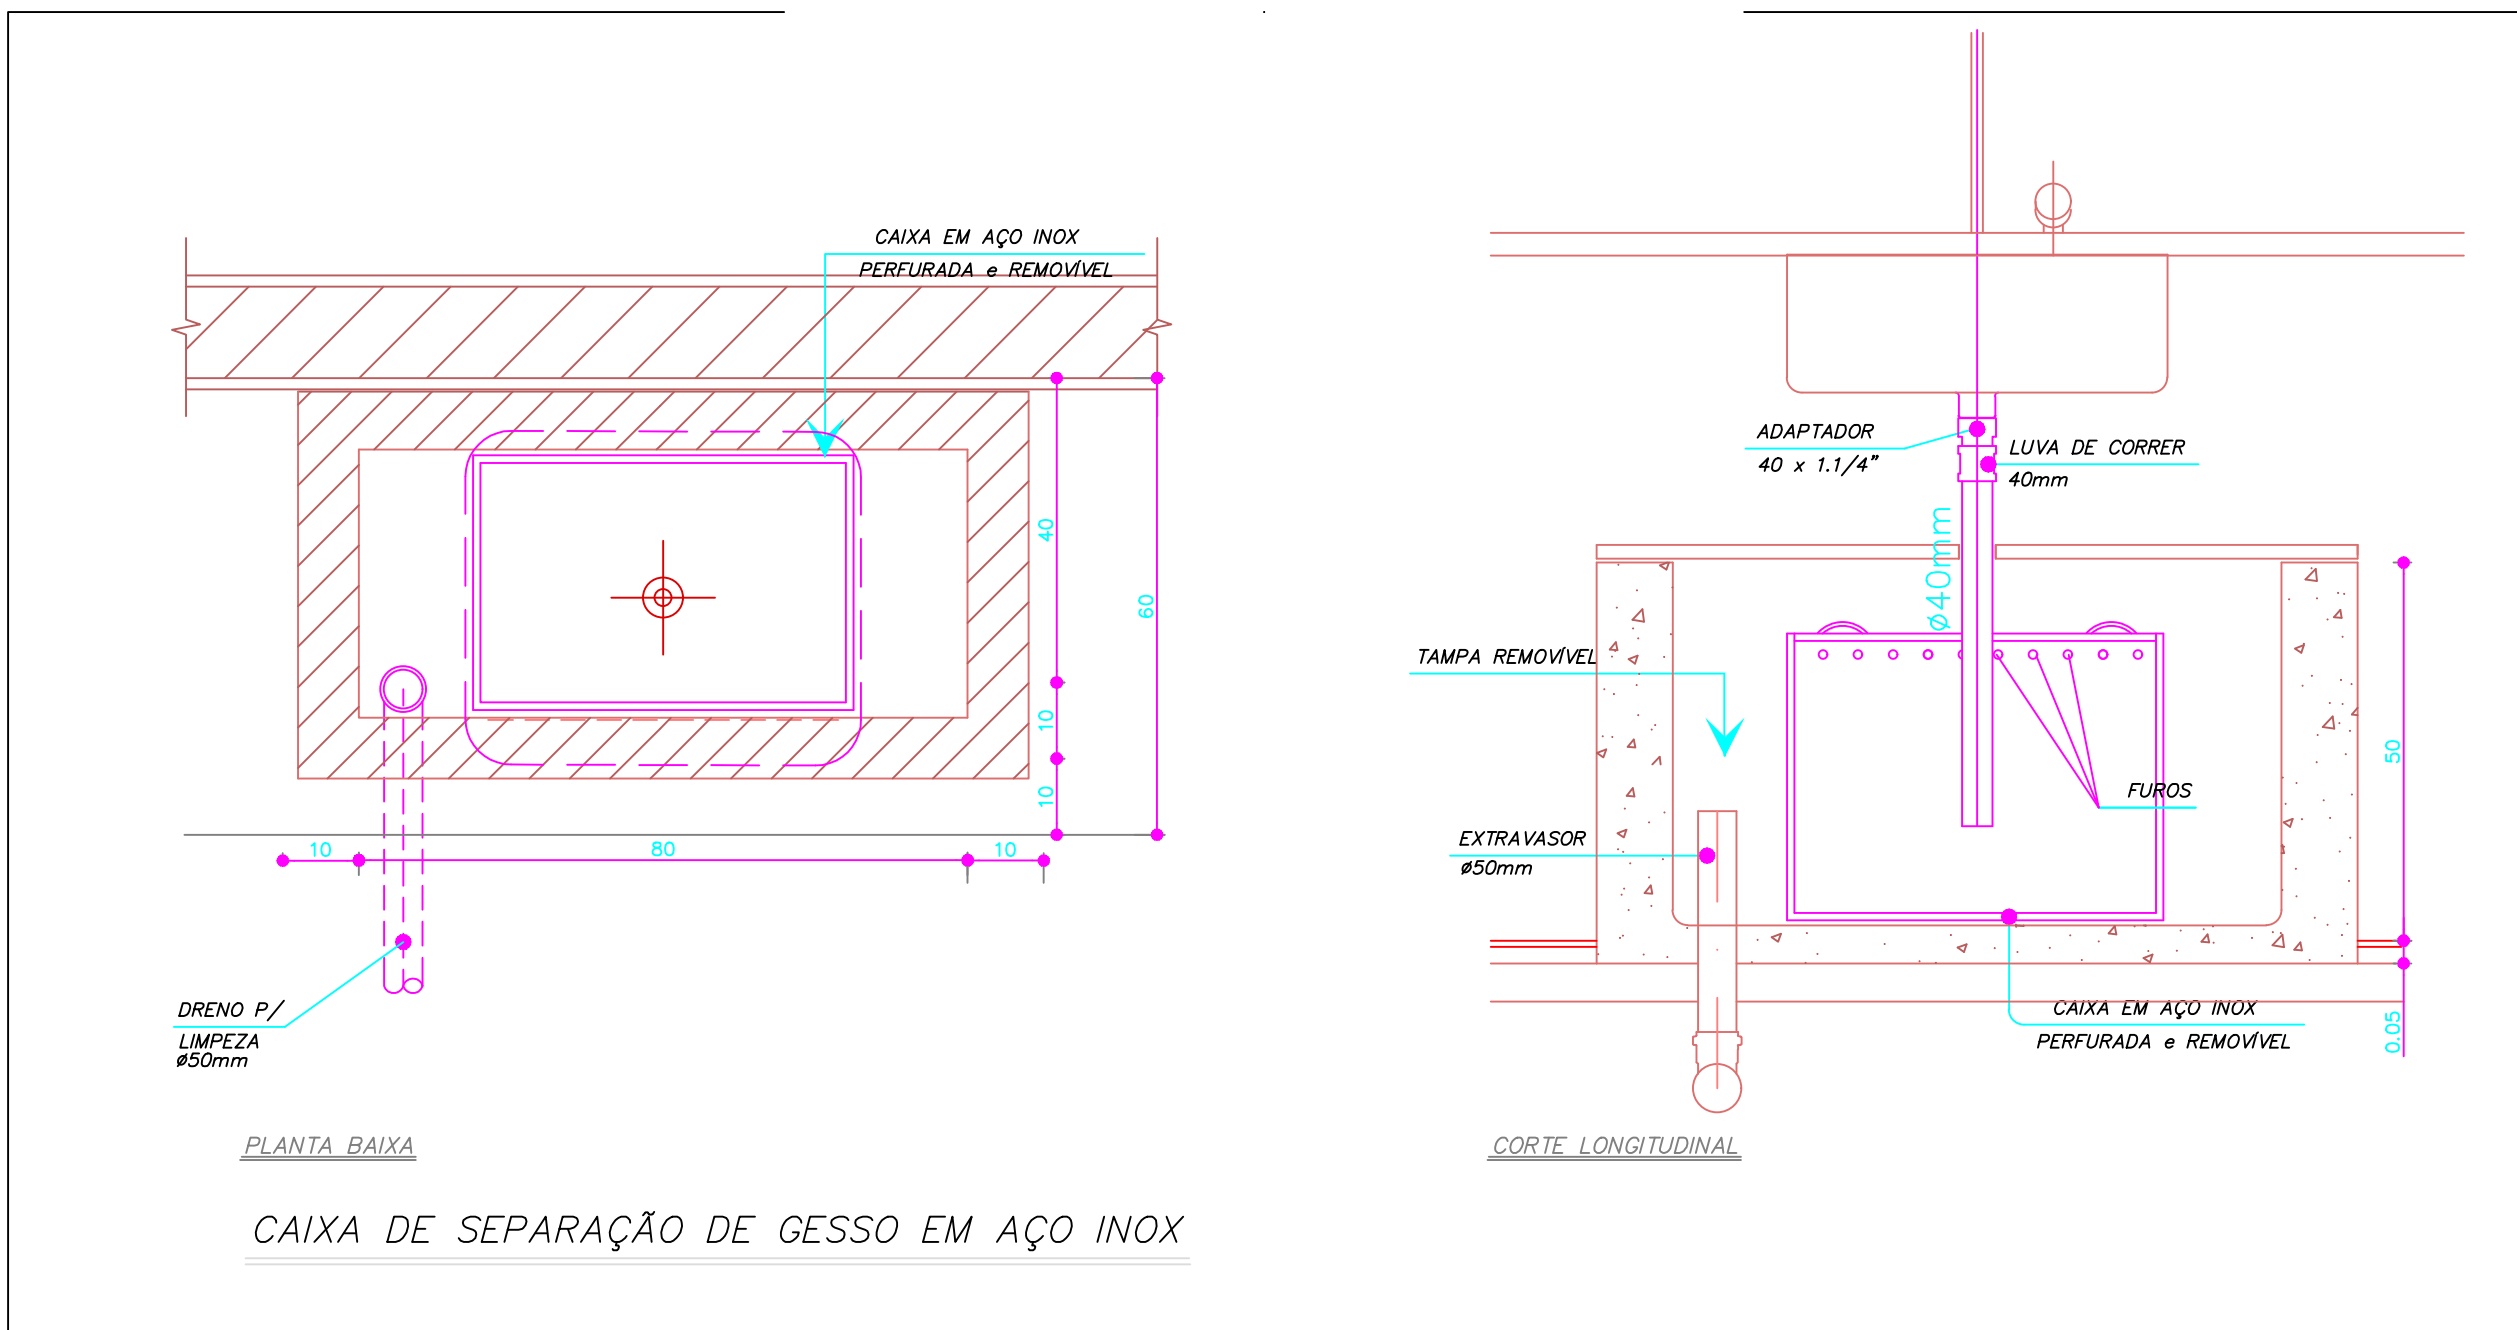 CAIXA EM AÇO INOX
PERFURADA e REMOVÍVEL
40
60
10
10
10
80
10
DRENO P/
LIMPEZA
ø50mm
PLANTA BAIXA
ADAPTADOR
40 x 1.1/4"
LUVA DE CORRER
40mm
ø40mm
TAMPA REMOVÍVEL
50
FUROS
EXTRAVASOR
ø50mm
CAIXA EM AÇO INOX
PERFURADA e REMOVÍVEL
0.05
CORTE LONGITUDINAL
CAIXA DE SEPARAÇÃO DE GESSO EM AÇO INOX